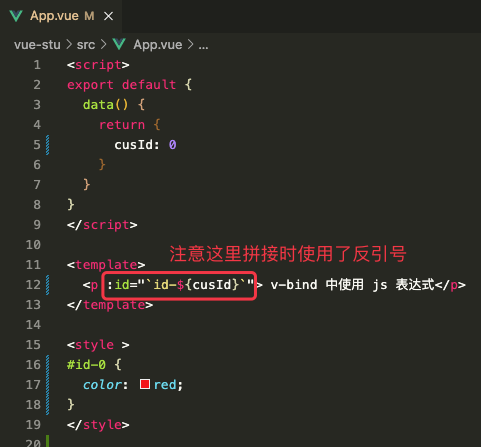 App.vue M ×
vue-stu > src > App.vue > ...
1 <script>
2 export default {
3 data() {
4 return {
5 cusId: 0
6 }
7 }
8 }
9 </script>
10
注意这里拼接时使用了反引号
11 <template>
12 <p :id="`id-${cusId}`"> v-bind 中使用 js 表达式</p>
13 </template>
14
15 <style >
16 #id-0 {
17 color: red;
18 }
19 </style>
20